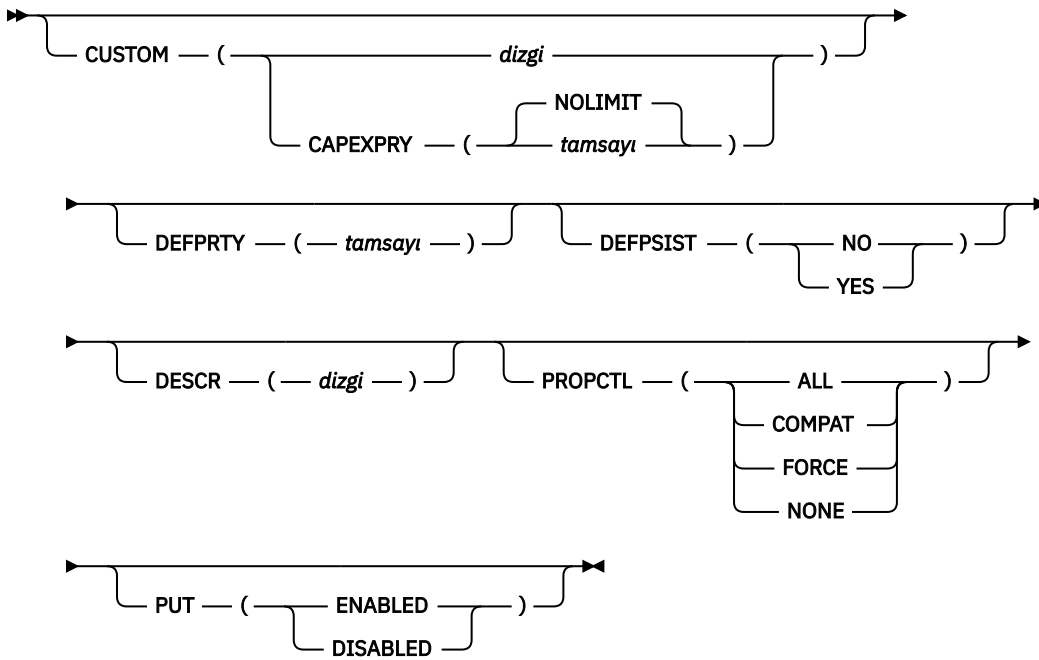 CUSTOM ( dizgi )
NOLIMIT
CAPEXPRY ( tamsayı )
DEFPRTY ( tamsayı ) DEFPSIST ( NO )
YES
DESCR ( dizgi ) PROPCTL ( ALL )
COMPAT
FORCE
NONE
PUT ( ENABLED )
DISABLED